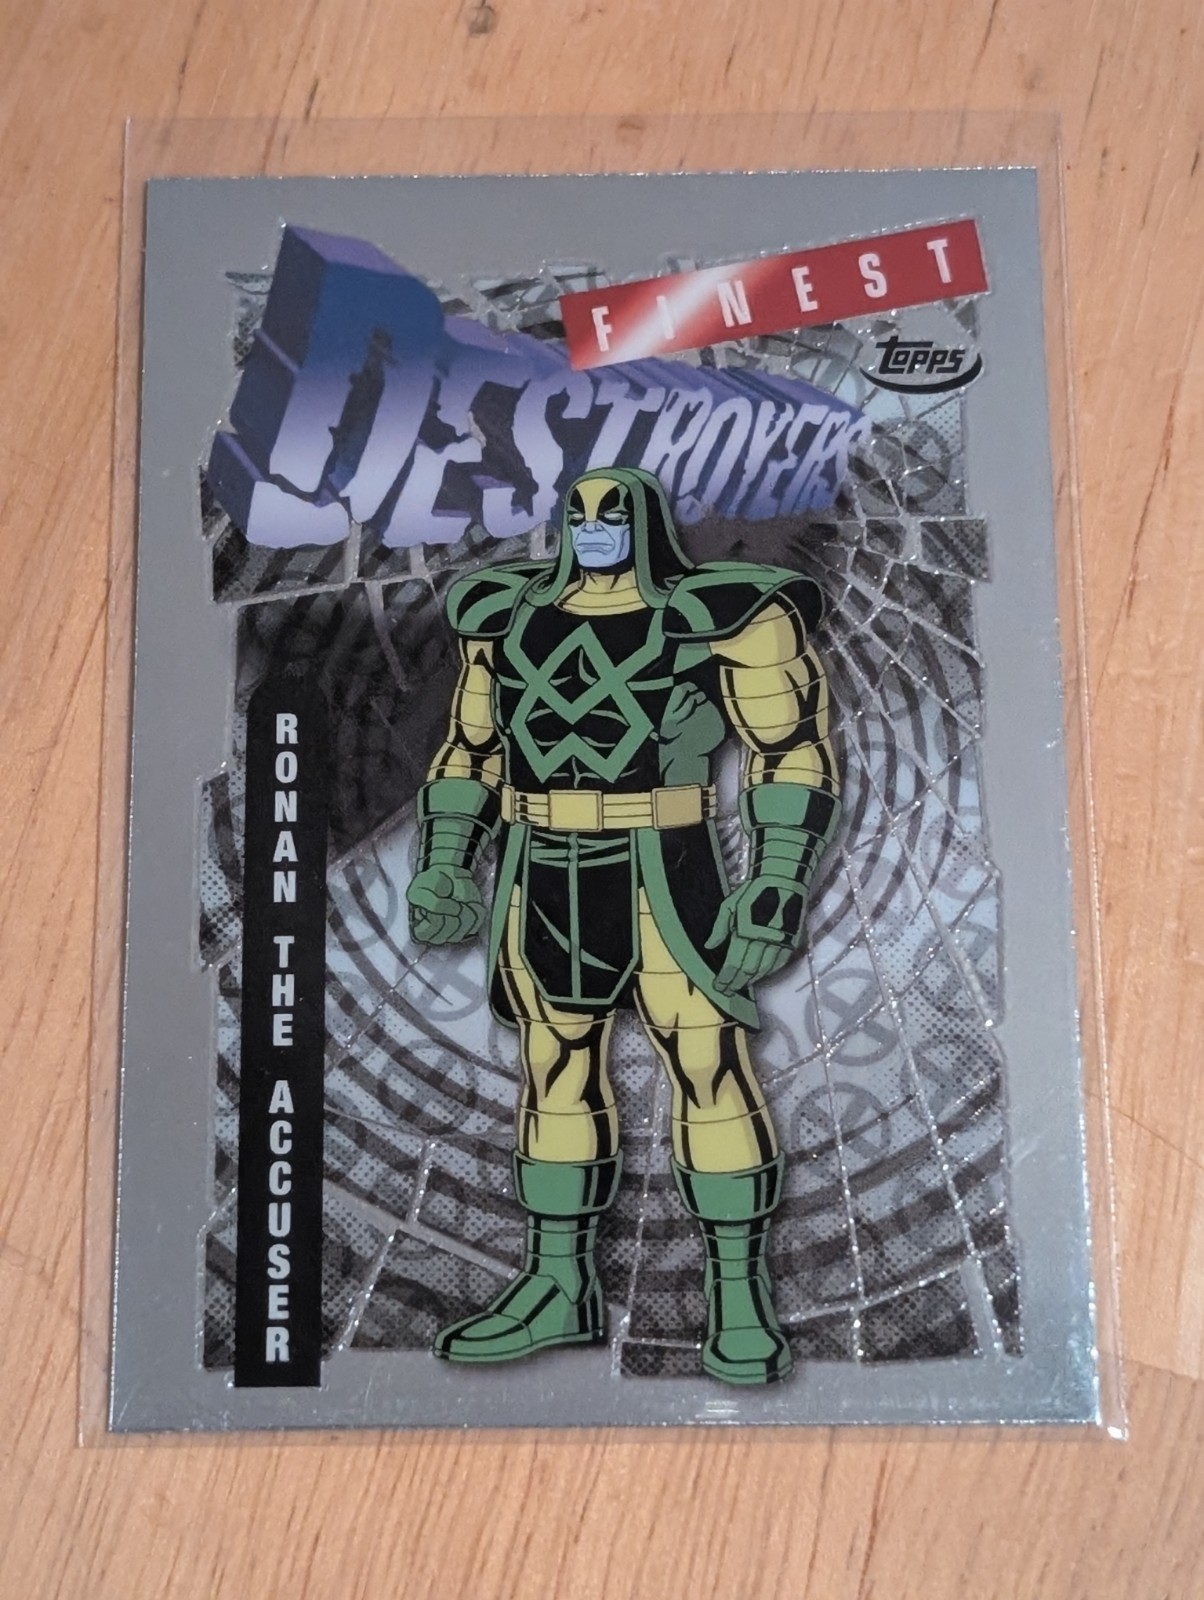 FINEST
topps
DESTROYERS
RONAN THE ACCUSER